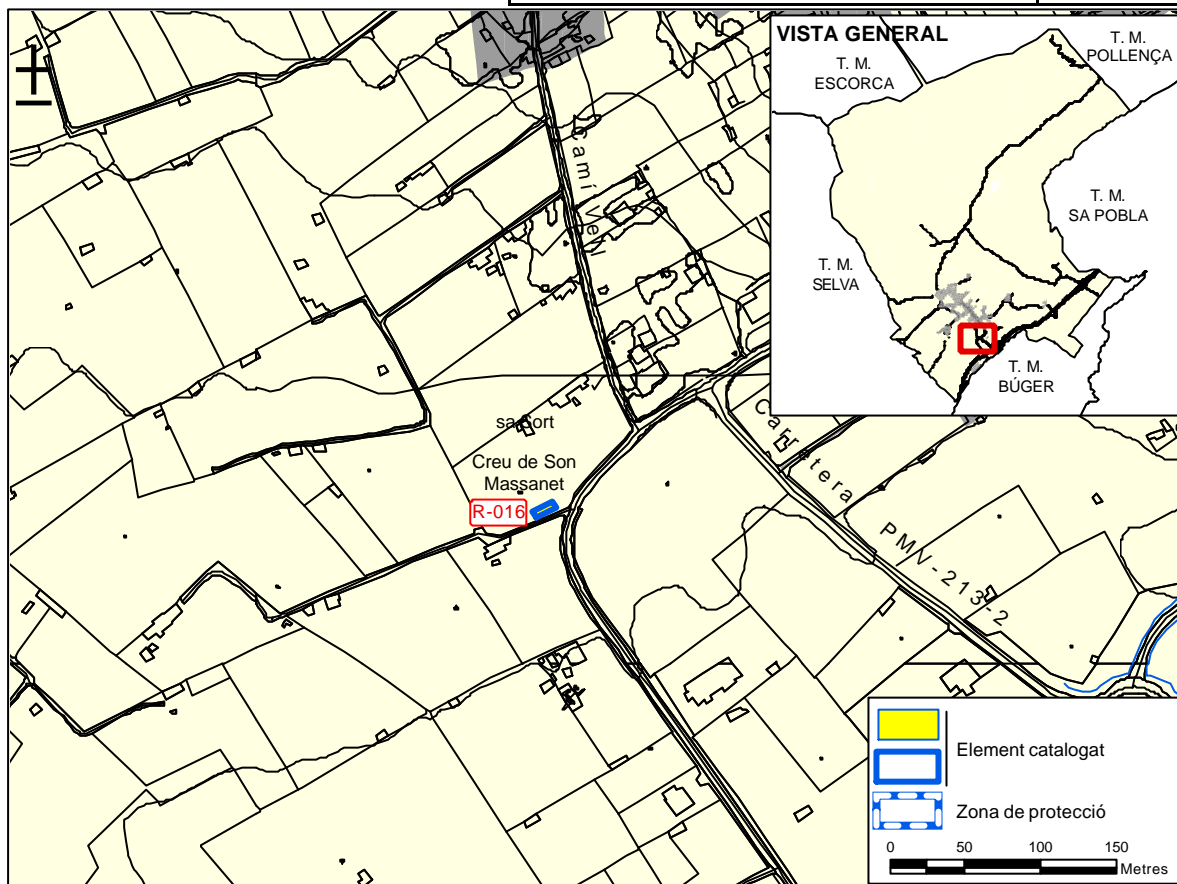 VISTA GENERAL
T. M.
POLLENÇA
T. M.
ESCORCA
T. M.
SA POBLA
T. M.
SELVA
T. M.
BÚGER
Camí Vell
sa Sort
Creu de Son
Massanet
R-016
Carretera PMV-213-2
Element catalogat
Zona de protecció
0 50 100 150
Metres